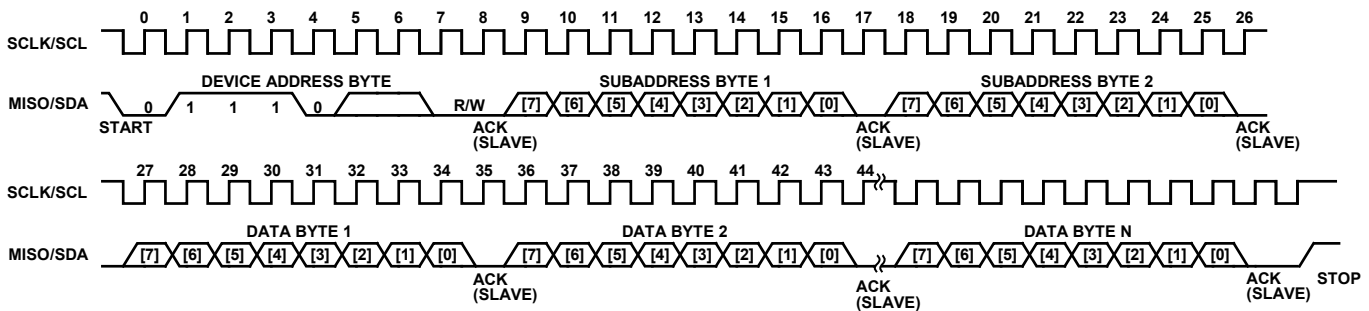 0 1 2 3 4 5 6 7 8 9 10 11 12 13 14 15 16 17 18 19 20 21 22 23 24 25 26
SCLK/SCL
DEVICE ADDRESS BYTE SUBADDRESS BYTE 1 SUBADDRESS BYTE 2
MISO/SDA 0 1 1 1 0 R/W [7] [6] [5] [4] [3] [2] [1] [0] [7] [6] [5] [4] [3] [2] [1] [0]
START ACK ACK ACK
(SLAVE) (SLAVE) (SLAVE)
27 28 29 30 31 32 33 34 35 36 37 38 39 40 41 42 43 44
SCLK/SCL
DATA BYTE 1 DATA BYTE 2 DATA BYTE N
MISO/SDA [7] [6] [5] [4] [3] [2] [1] [0] [7] [6] [5] [4] [3] [2] [1] [0] [7] [6] [5] [4] [3] [2] [1] [0]
ACK ACK ACK STOP
(SLAVE) (SLAVE) (SLAVE)